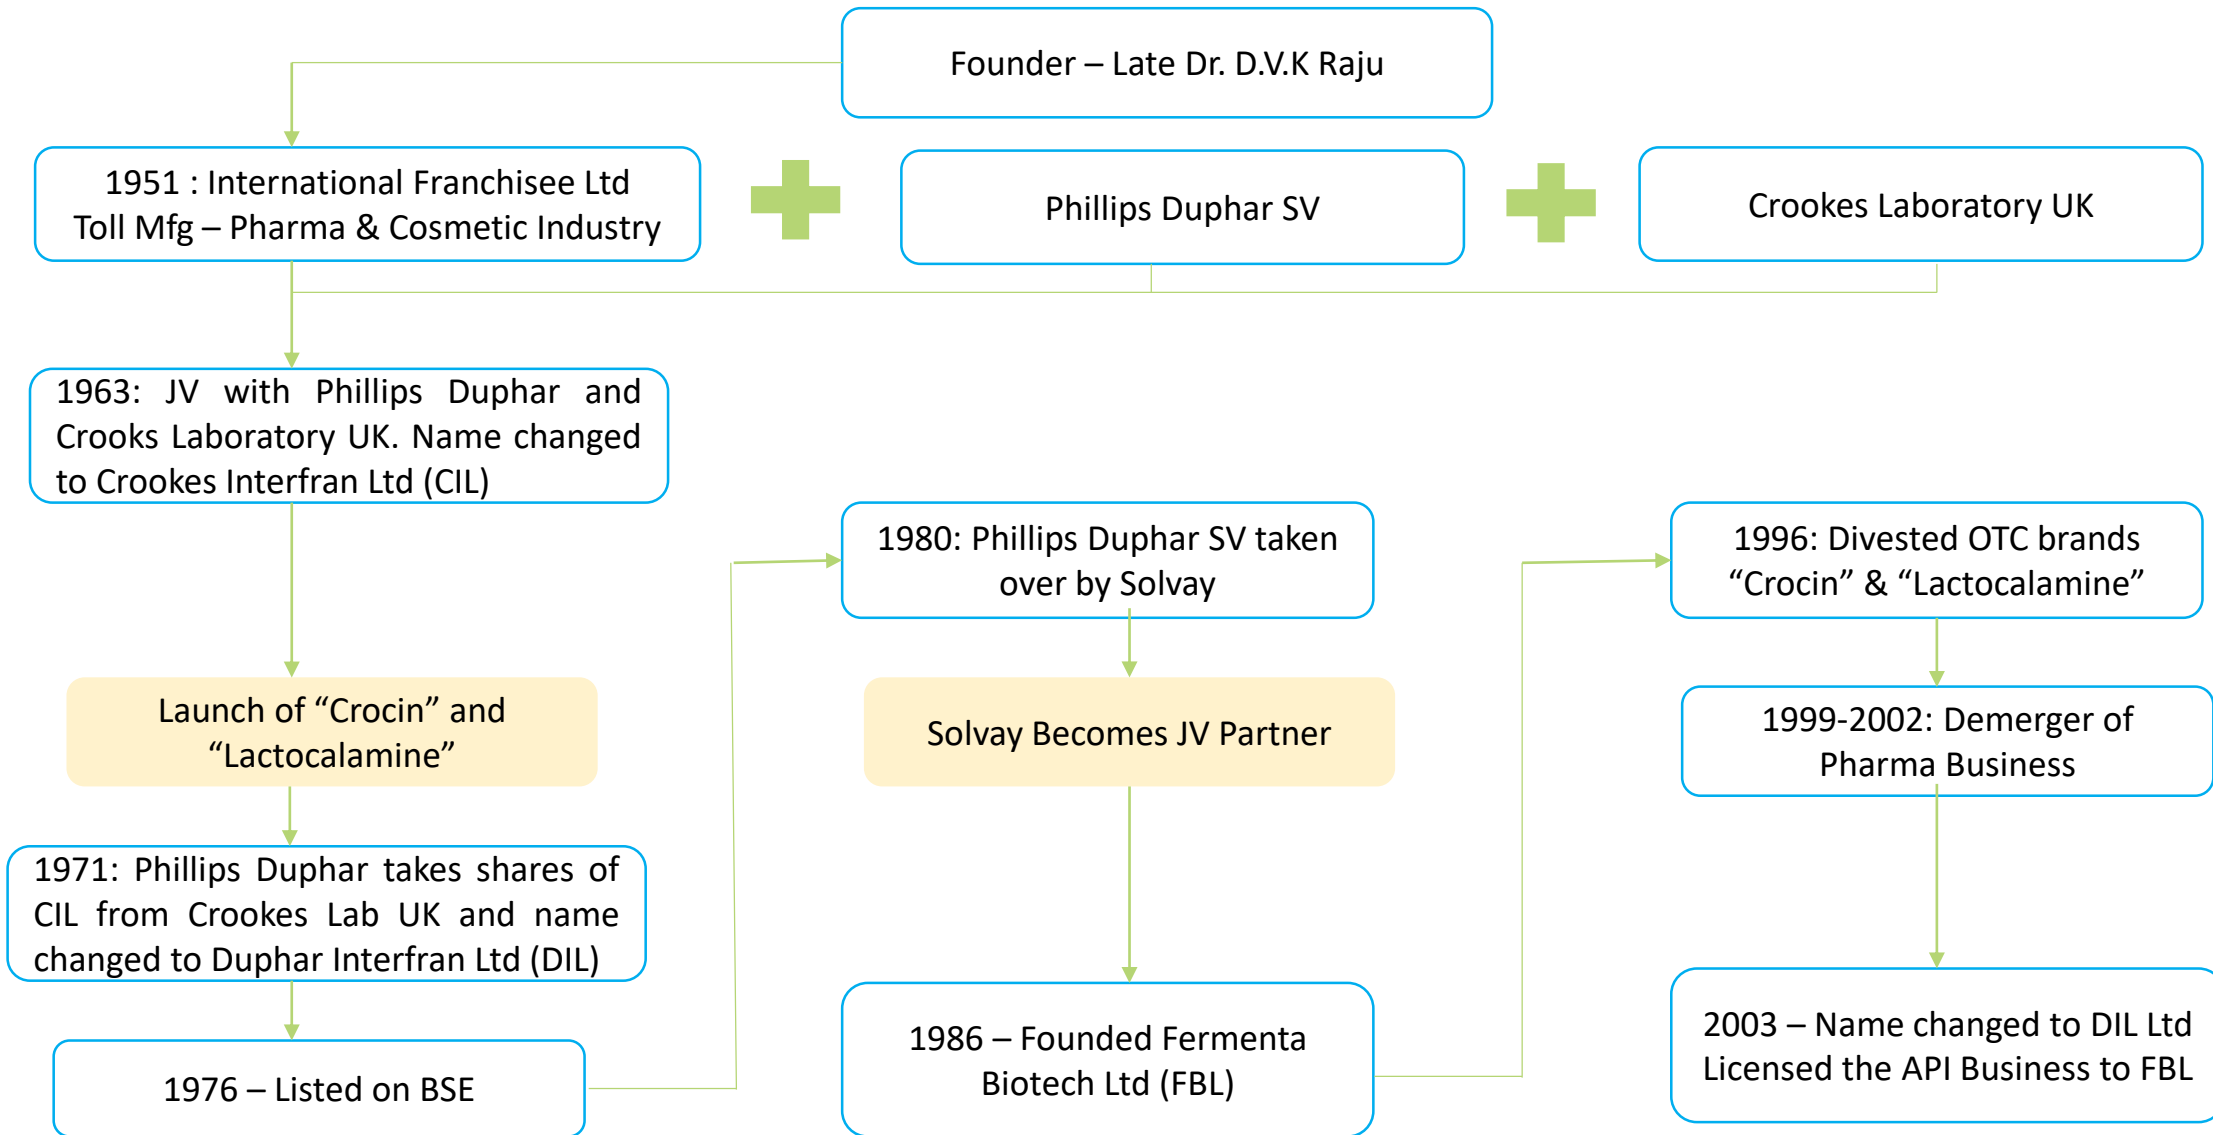 Founder – Late Dr. D.V.K Raju
1951 : International Franchisee Ltd
Toll Mfg – Pharma & Cosmetic Industry
Phillips Duphar SV
Crookes Laboratory UK
1963: JV with Phillips Duphar and
Crooks Laboratory UK. Name changed
to Crookes Interfran Ltd (CIL)
Launch of “Crocin” and
“Lactocalamine”
1971: Phillips Duphar takes shares of
CIL from Crookes Lab UK and name
changed to Duphar Interfran Ltd (DIL)
1976 – Listed on BSE
1980: Phillips Duphar SV taken
over by Solvay
Solvay Becomes JV Partner
1986 – Founded Fermenta
Biotech Ltd (FBL)
1996: Divested OTC brands
“Crocin” & “Lactocalamine”
1999-2002: Demerger of
Pharma Business
2003 – Name changed to DIL Ltd
Licensed the API Business to FBL